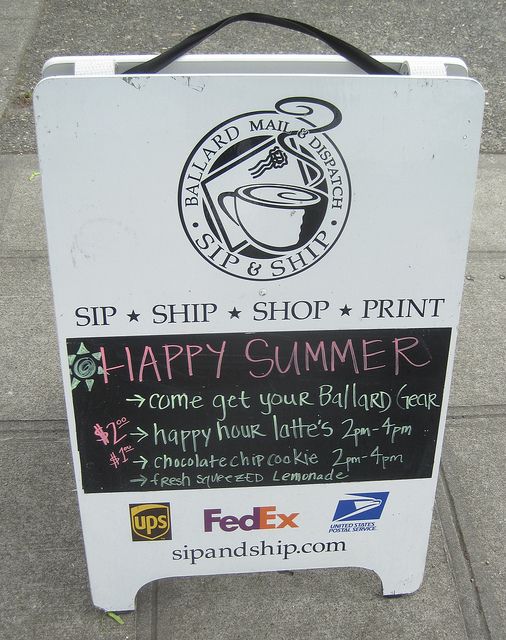 BALLARD MAIL & DISPATCH
• SIP & SHIP •
SIP ★ SHIP ★ SHOP ★ PRINT
HAPPY SUMMER
→ come get your BallARD GeaR
$2.00 → happy hour latte's 2pm-4pm
$1.00 → chocolate chip cookie 2pm-4pm
→ fresh squeezED Lemonade
ups FedEx UNITED STATES
POSTAL SERVICE
sipandship.com